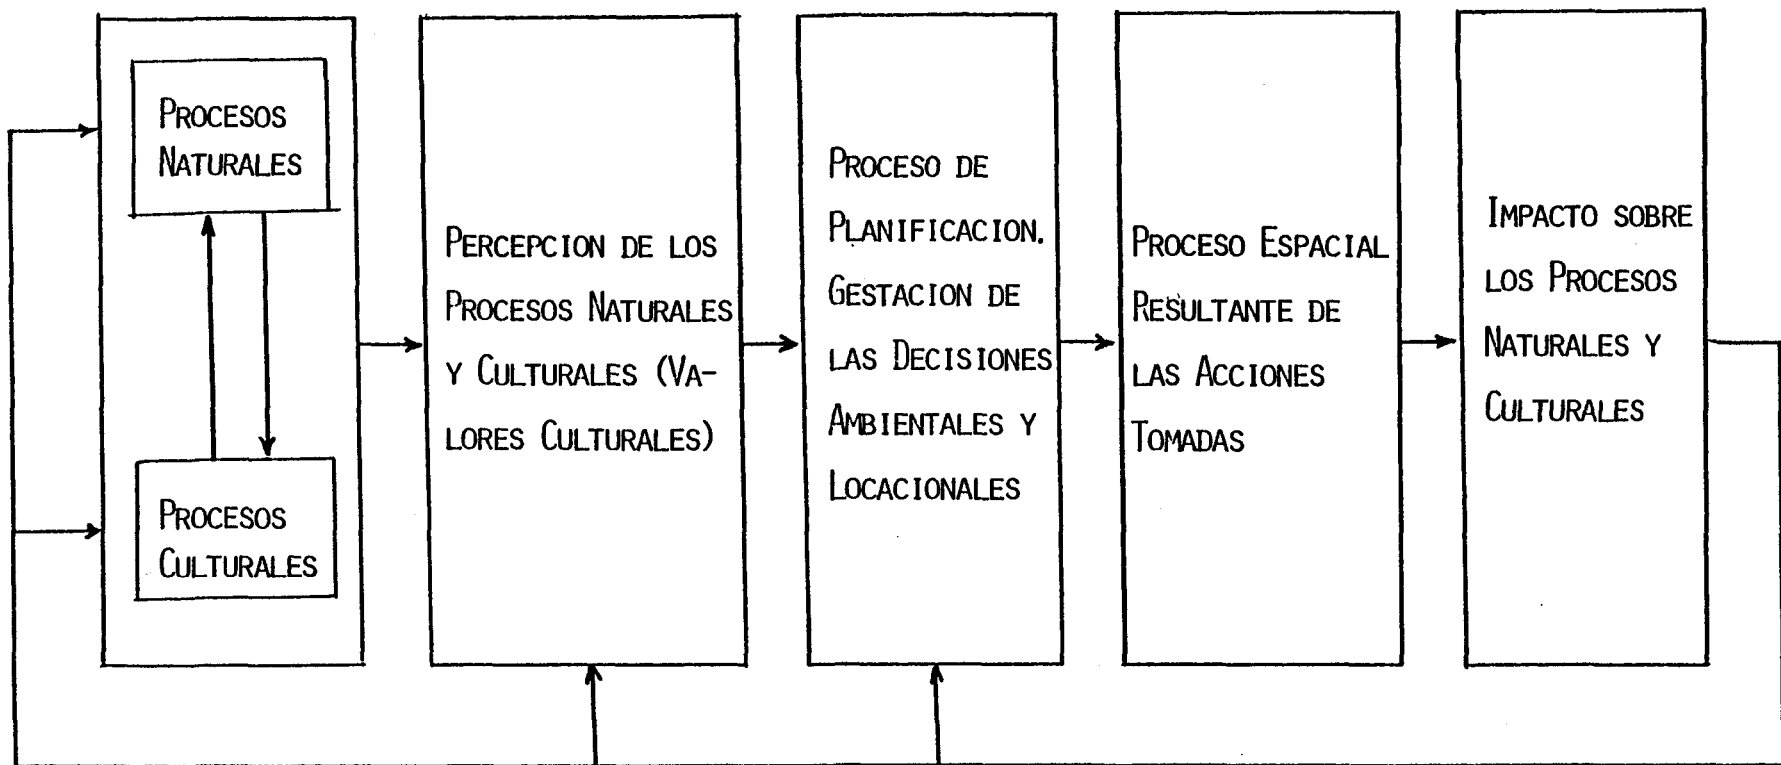 PROCESOS
NATURALES
PROCESOS
CULTURALES
PERCEPCION DE LOS
PROCESOS NATURALES
Y CULTURALES (VA-
LORES CULTURALES)
PROCESO DE
PLANIFICACION.
GESTACION DE
LAS DECISIONES
AMBIENTALES Y
LOCACIONALES
PROCESO ESPACIAL
RESULTANTE DE
LAS ACCIONES
TOMADAS
IMPACTO SOBRE
LOS PROCESOS
NATURALES Y
CULTURALES